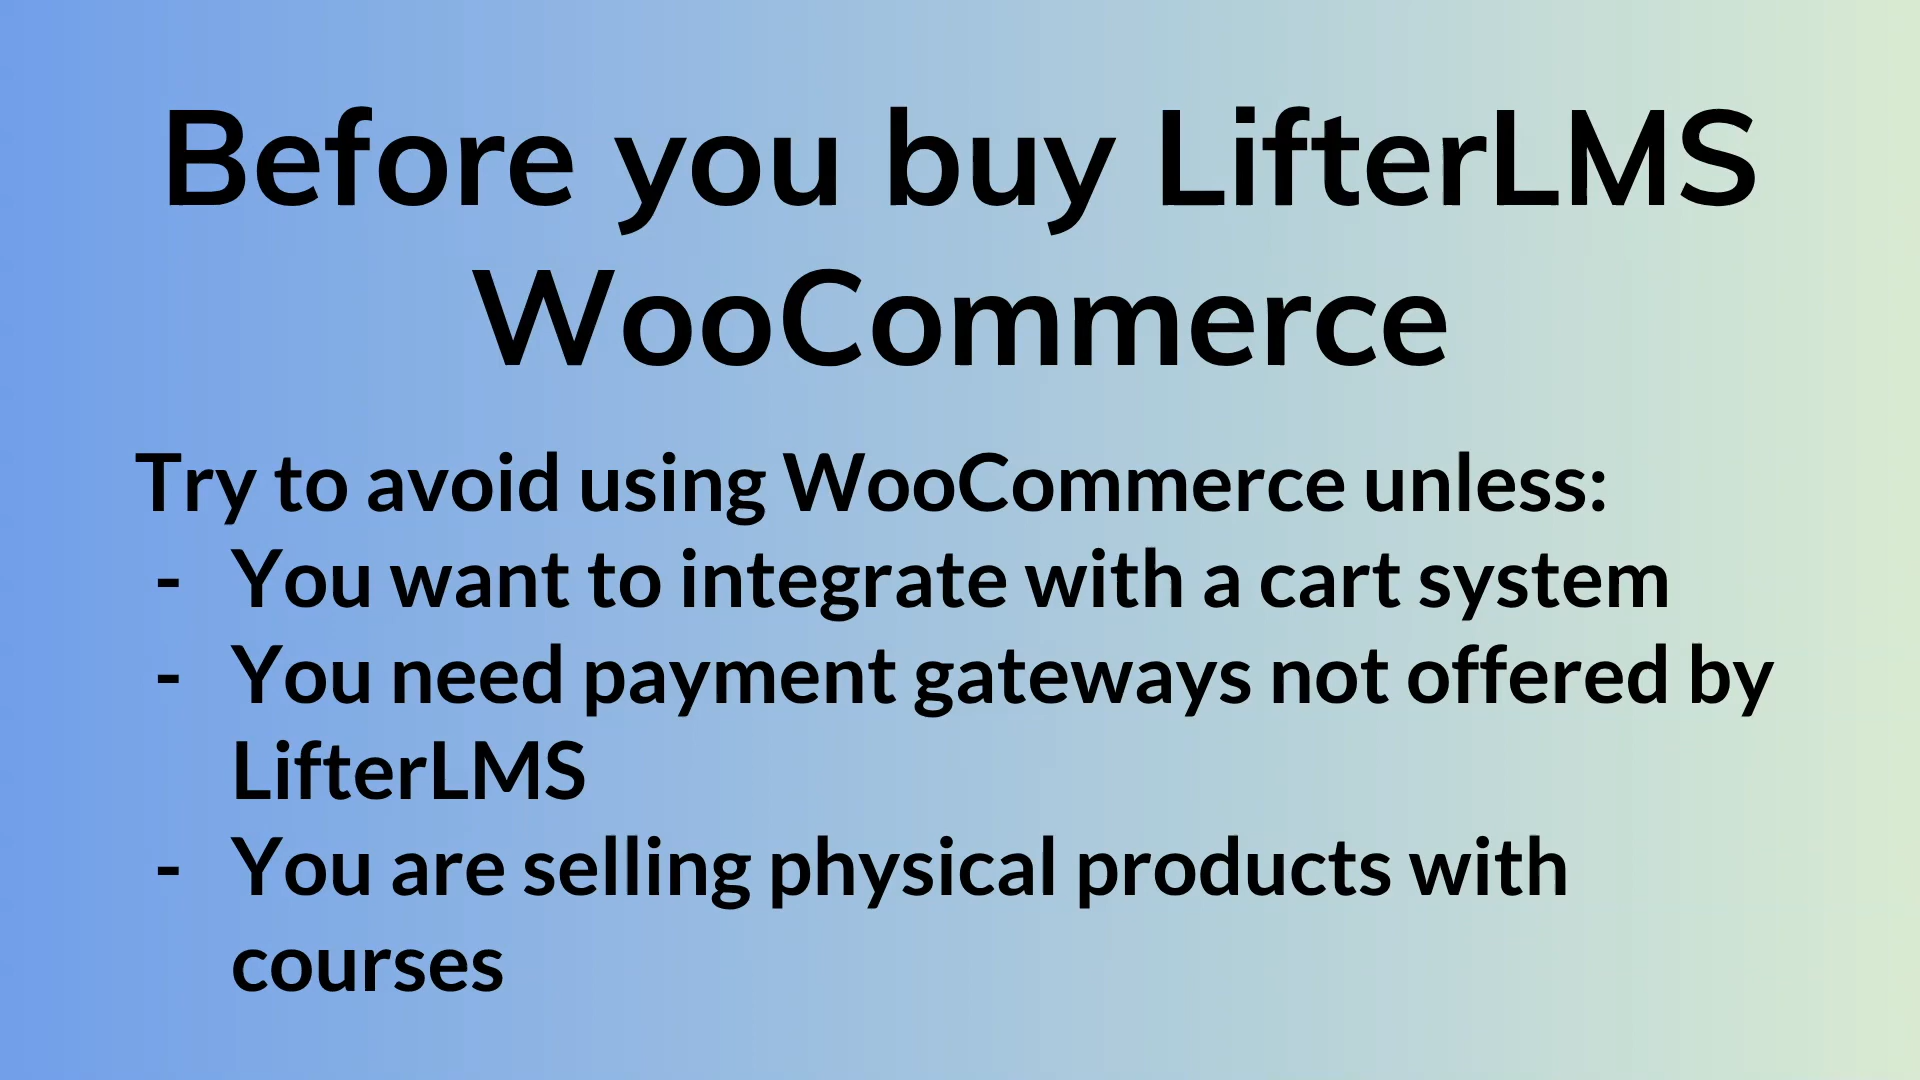 Before you buy LifterLMS
WooCommerce
Try to avoid using WooCommerce unless:
- You want to integrate with a cart system
- You need payment gateways not offered by
LifterLMS
- You are selling physical products with
courses